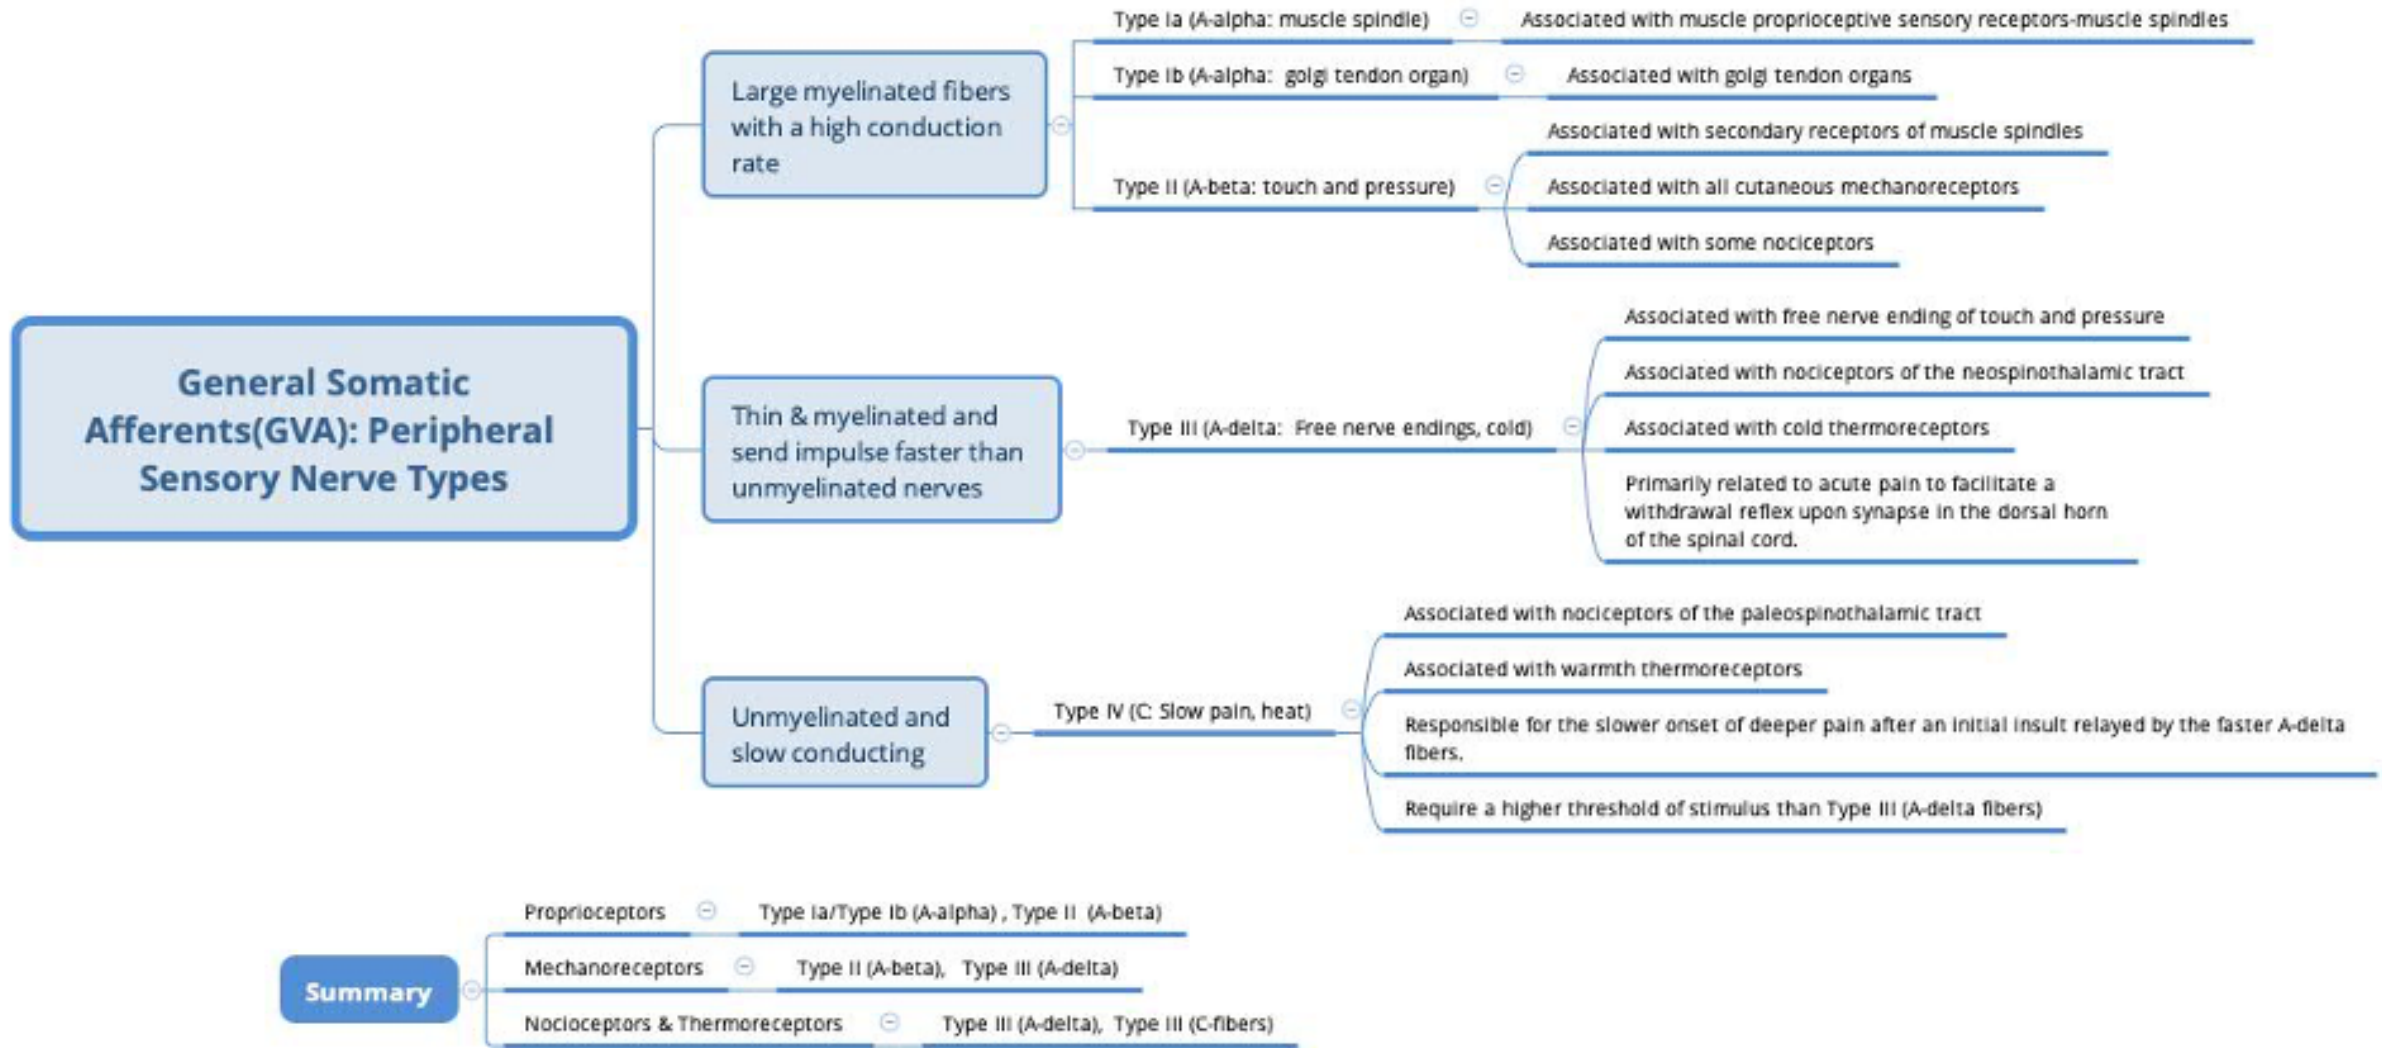 General Somatic
Afferents(GVA): Peripheral
Sensory Nerve Types
Large myelinated fibers
with a high conduction
rate
Type Ia (A-alpha: muscle spindle)
Associated with muscle proprioceptive sensory receptors-muscle spindles
Type Ib (A-alpha: golgi tendon organ)
Associated with golgi tendon organs
Type II (A-beta: touch and pressure)
Associated with secondary receptors of muscle spindles
Associated with all cutaneous mechanoreceptors
Associated with some nociceptors
Thin & myelinated and
send impulse faster than
unmyelinated nerves
Type III (A-delta: Free nerve endings, cold)
Associated with free nerve ending of touch and pressure
Associated with nociceptors of the neospinothalamic tract
Associated with cold thermoreceptors
Primarily related to acute pain to facilitate a
withdrawal reflex upon synapse in the dorsal horn
of the spinal cord.
Unmyelinated and
slow conducting
Type IV (C: Slow pain, heat)
Associated with nociceptors of the paleospinothalamic tract
Associated with warmth thermoreceptors
Responsible for the slower onset of deeper pain after an initial insult relayed by the faster A-delta
fibers.
Require a higher threshold of stimulus than Type III (A-delta fibers)
Summary
Proprioceptors
Type Ia/Type Ib (A-alpha) , Type II (A-beta)
Mechanoreceptors
Type II (A-beta), Type III (A-delta)
Nocioceptors & Thermoreceptors
Type III (A-delta), Type III (C-fibers)